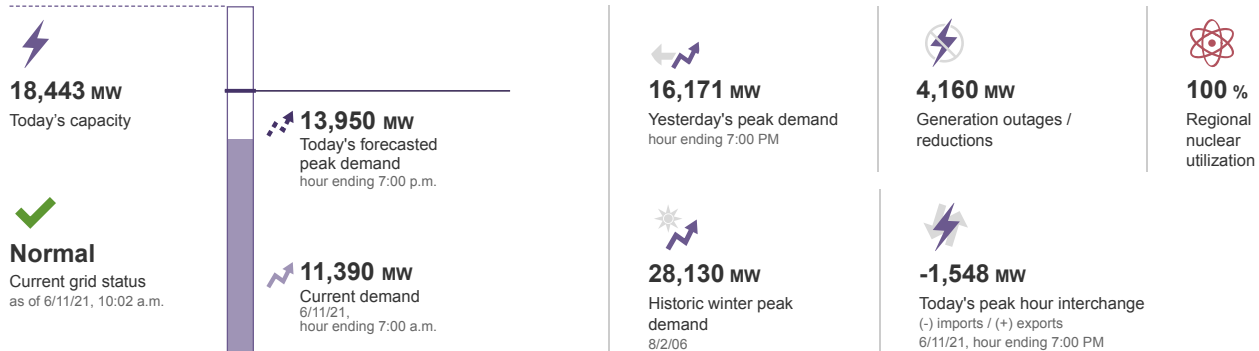 18,443 MW
Today's capacity
Normal
Current grid status
as of 6/11/21, 10:02 a.m.
13,950 MW
Today's forecasted
peak demand
hour ending 7:00 p.m.
11,390 MW
Current demand
6/11/21,
hour ending 7:00 a.m.
16,171 MW
Yesterday's peak demand
hour ending 7:00 PM
4,160 MW
Generation outages /
reductions
100 %
Regional
nuclear
utilization
28,130 MW
Historic winter peak
demand
8/2/06
-1,548 MW
Today's peak hour interchange
(-) imports / (+) exports
6/11/21, hour ending 7:00 PM